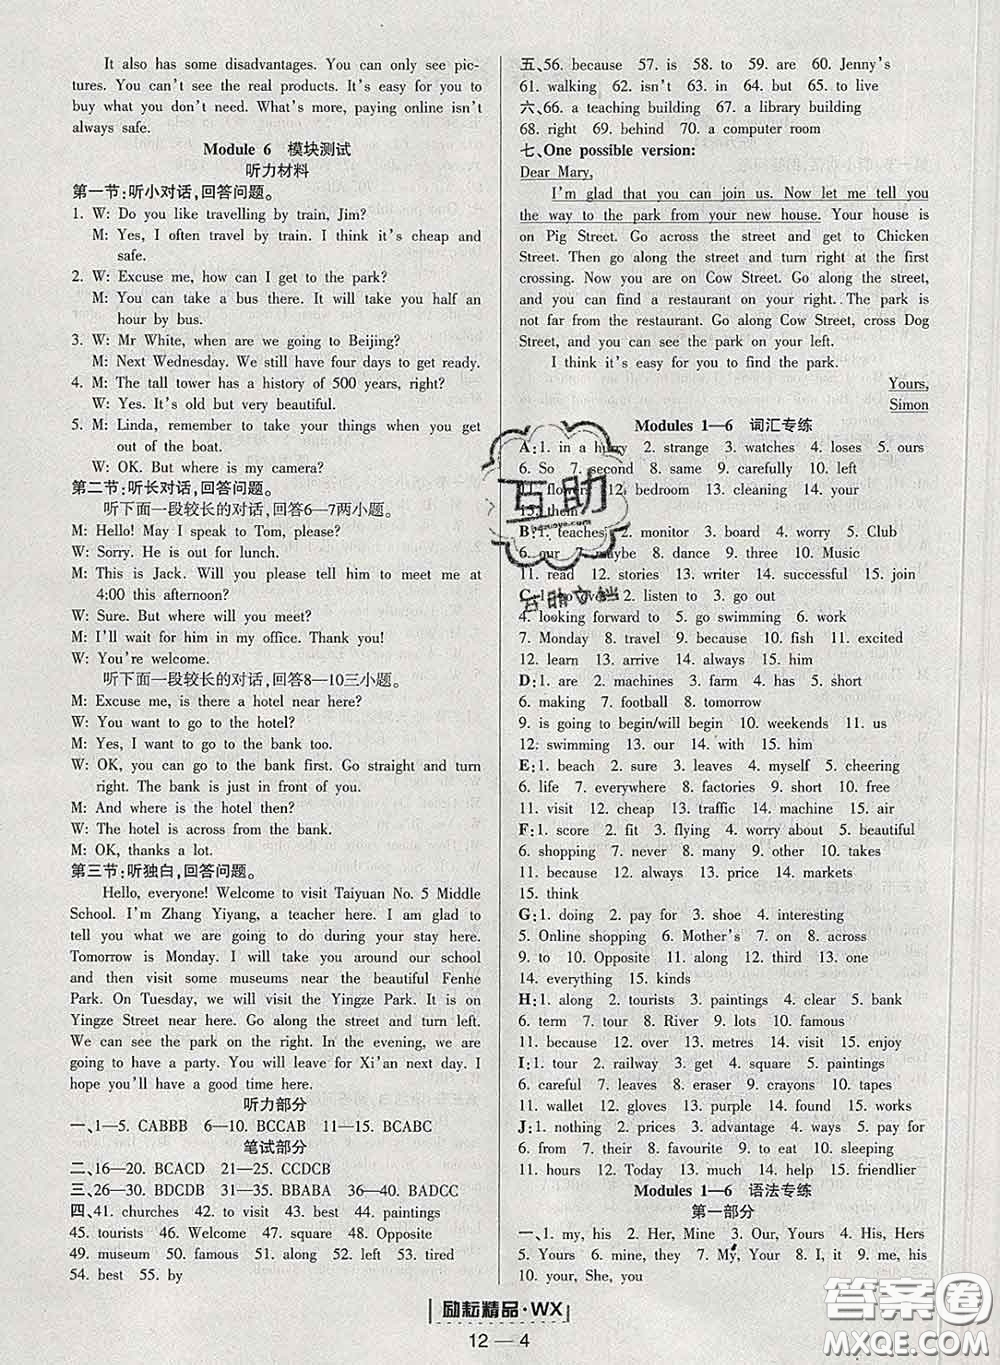 It also has some disadvantages. You can only see pic-
tures. You can't see the real products. It's easy for you to
buy what you don't need. What's more, paying online isn't
always safe.
Module 6 模块测试
听力材料
第一节:听小对话,回答问题。
1. W: Do you like travelling by train, Jim?
M: Yes, I often travel by train. I think it's cheap and
safe.
2. W: Excuse me, how can I get to the park?
M: You can take a bus there. It will take you half an
hour by bus.
3. W: Mr White, when are we going to Beijing?
M: Next Wednesday. We still have four days to get ready.
4. M: The tall tower has a history of 500 years, right?
W: Yes. It's old but very beautiful.
5. M: Linda, remember to take your things when you get
out of the boat.
W: OK. But where is my camera?
第二节:听长对话,回答问题。
听下面一段较长的对话,回答6—7两小题。
M: Hello! May I speak to Tom, please?
W: Sorry. He is out for lunch.
M: This is Jack. Will you please tell him to meet me at
4:00 this afternoon?
W: Sure. But where will you meet?
M: I'll wait for him in my office. Thank you!
W: You're welcome.
听下面一段较长的对话,回答8—10三小题。
M: Excuse me, is there a hotel near here?
W: You want to go to the hotel?
M: Yes, I want to go to the bank too.
W: OK, you can go to the bank first. Go straight and turn
right. The bank is just in front of you.
M: And where is the hotel then?
W: The hotel is across from the bank.
M: OK, thanks a lot.
第三节:听独白,回答问题。
Hello, everyone! Welcome to visit Taiyuan No. 5 Middle
School. I'm Zhang Yiyang, a teacher here. I am glad to
tell you what we are going to do during your stay here.
Tomorrow is Monday. I will take you around our school
and then visit some museums near the beautiful Fenhe
Park. On Tuesday, we will visit the Yingze Park. It is on
Yingze Street near here. Go along the street and turn left.
We can see the park on the right. In the evening, we are
going to have a party. You will leave for Xi'an next day. I
hope you'll have a good time here.
听力部分
一、1—5. CABBB 6—10. BCCAB 11—15. BCABC
笔试部分
二、16—20. BCACD 21—25. CCDCB
三、26—30. BDCDB 31—35. BBABA 36—40. BADCC
四、41. churches 42. to visit 43. best 44. paintings
45. tourists 46. Welcome 47. square 48. Opposite
49. museum 50. famous 51. along 52. left 53. tired
54. best 55. by
五、56. because 57. is 58. to 59. are 60. Jenny's
61. walking 62. isn't 63. in 64. but 65. to live
六、66. a teaching building 67. a library building
68. right 69. behind 70. a computer room
七、One possible version:
Dear Mary,
I'm glad that you can join us. Now let me tell you
the way to the park from your new house. Your house is
on Pig Street. Go across the street and get to Chicken
Street. Then go along the street and turn right at the first
crossing. Now you are on Cow Street. Go along the street,
and you can find a restaurant on your right. The park is
not far from the restaurant. Go along Cow Street, cross Dog
Street, and you can see the park on your left.
I think it's easy for you to find the park.
Yours,
Simon
Modules 1—6 词汇专练
A:1. in a hurry 2. strange 3. watches 4. loses 5. ours
6. So 7. second 8. same 9. carefully 10. left
11. flowers 12. bedroom 13. cleaning 14. your
15. them
B:1. teaches 2. monitor 3. board 4. worry 5. Club
6. our 7. maybe 8. dance 9. three 10. Music
11. read 12. stories 13. writer 14. successful 15. join
C:1. to 2. listen to 3. go out
4. looking forward to 5. go swimming 6. work
7. Monday 8. travel 9. because 10. fish 11. excited
12. learn 13. arrive 14. always 15. him
D:1. are 2. machines 3. farm 4. back 5. for
6. making 7. football 8. tomorrow
9. is going to begin/will begin 10. weekends 11. us
12. swimming 13. our 14. with 15. him
E:1. beach 2. sure 3. leaves 4. myself 5. cheering
6. life 7. everywhere 8. factories 9. short 10. free
11. visit 12. cheap 13. traffic 14. machine 15. air
F:1. score 2. fit 3. flying 4. worry about 5. beautiful
6. invitation 7. trouble 8. make 9. few 10. than
11. because 12. always 13. price 14. markets
15. think
G:1. doing 2. pay for 3. shoe 4. interesting
5. Online shopping 6. Mother's 7. on 8. across
9. to 10. Opposite 11. along 12. third 13. one
14. everything 15. kinds
H:1. along 2. tourists 3. paintings 4. clear 5. bank
6. term 7. tour 8. River 9. lots 10. famous
11. because 12. over 13. metres 14. visit 15. enjoy
I:1. tour 2. railway 3. get 4. square 5. paintings
6. careful 7. leaves 8. eraser 9. crayons 10. tapes
11. wallet 12. gloves 13. purple 14. found 15. for
J:1. nothing 2. prices 3. advantage 4. ways 5. pay for
6. from 7. their 8. favourite 9. to eat 10. sleeping
11. hours 12. Today 13. much 14. help 15. friendlier
Modules 1—6 语法专练
第一部分
一、1. my, his 2. Her, Mine 3. Our, Yours 4. His, Hers
5. Yours 6. mine, they 7. My, Your 8. I, it 9. me, his
10. your, She, you
励耘精品·WX
12 — 4
互助
互助文档
答案圈
MXQE.COM